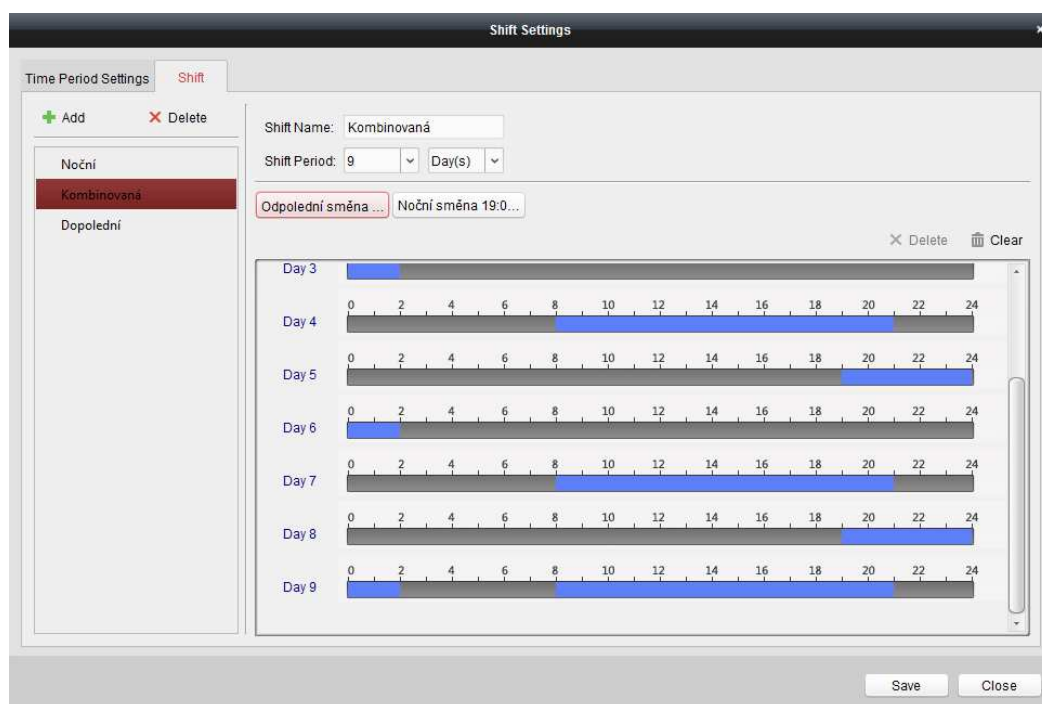 Shift Settings
Time Period Settings Shift
Add Delete
Noční
Kombinovaná
Dopolední
Shift Name: Kombinovaná
Shift Period: 9 Day(s)
Odpolední směna ... Noční směna 19:0...
Delete Clear
Day 3
0 2 4 6 8 10 12 14 16 18 20 22 24
Day 4
0 2 4 6 8 10 12 14 16 18 20 22 24
Day 5
0 2 4 6 8 10 12 14 16 18 20 22 24
Day 6
0 2 4 6 8 10 12 14 16 18 20 22 24
Day 7
0 2 4 6 8 10 12 14 16 18 20 22 24
Day 8
0 2 4 6 8 10 12 14 16 18 20 22 24
Day 9
Save Close